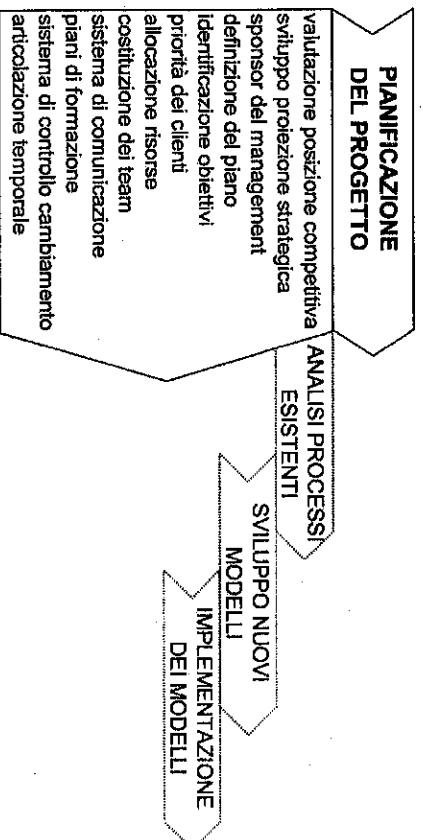 PIANIFICAZIONE
DEL PROGETTO
valutazione posizione competitiva
sviluppo proiezione strategica
sponsor del management
definizione del piano
identificazione obiettivi
priorità dei clienti
allocazione risorse
costituzione dei team
sistema di comunicazione
piani di formazione
sistema di controllo cambiamento
articolazione temporale
ANALISI PROCESSI
ESISTENTI
SVILUPPO NUOVI
MODELLI
IMPLEMENTAZIONE
DEI MODELLI